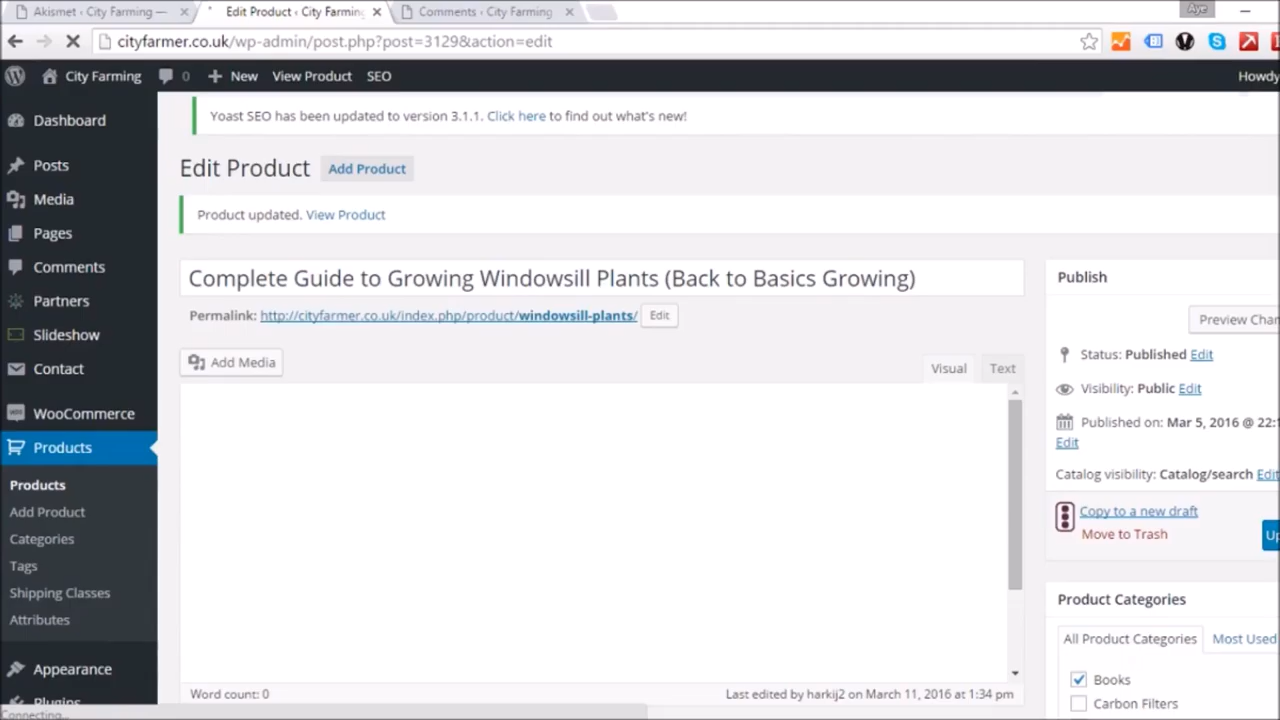 Akismet ‹ City Farming —
Edit Product ‹ City Farming
Comments ‹ City Farming
Aye
cityfarmer.co.uk/wp-admin/post.php?post=3129&action=edit
City Farming 0 New View Product SEO Howdy
Dashboard
Posts
Media
Pages
Comments
Partners
Slideshow
Contact
WooCommerce
Products
Products
Add Product
Categories
Tags
Shipping Classes
Attributes
Appearance
Plugins
Connecting...
Yoast SEO has been updated to version 3.1.1. Click here to find out what's new!
Edit Product Add Product
Product updated. View Product
Complete Guide to Growing Windowsill Plants (Back to Basics Growing)
Permalink: http://cityfarmer.co.uk/index.php/product/windowsill-plants/ Edit
Add Media
Visual Text
Word count: 0
Last edited by harkij2 on March 11, 2016 at 1:34 pm
Publish
Preview Chan
Status: Published Edit
Visibility: Public Edit
Published on: Mar 5, 2016 @ 22:1
Edit
Catalog visibility: Catalog/search Edit
Copy to a new draft
Move to Trash
Up
Product Categories
All Product Categories Most Used
Books
Carbon Filters